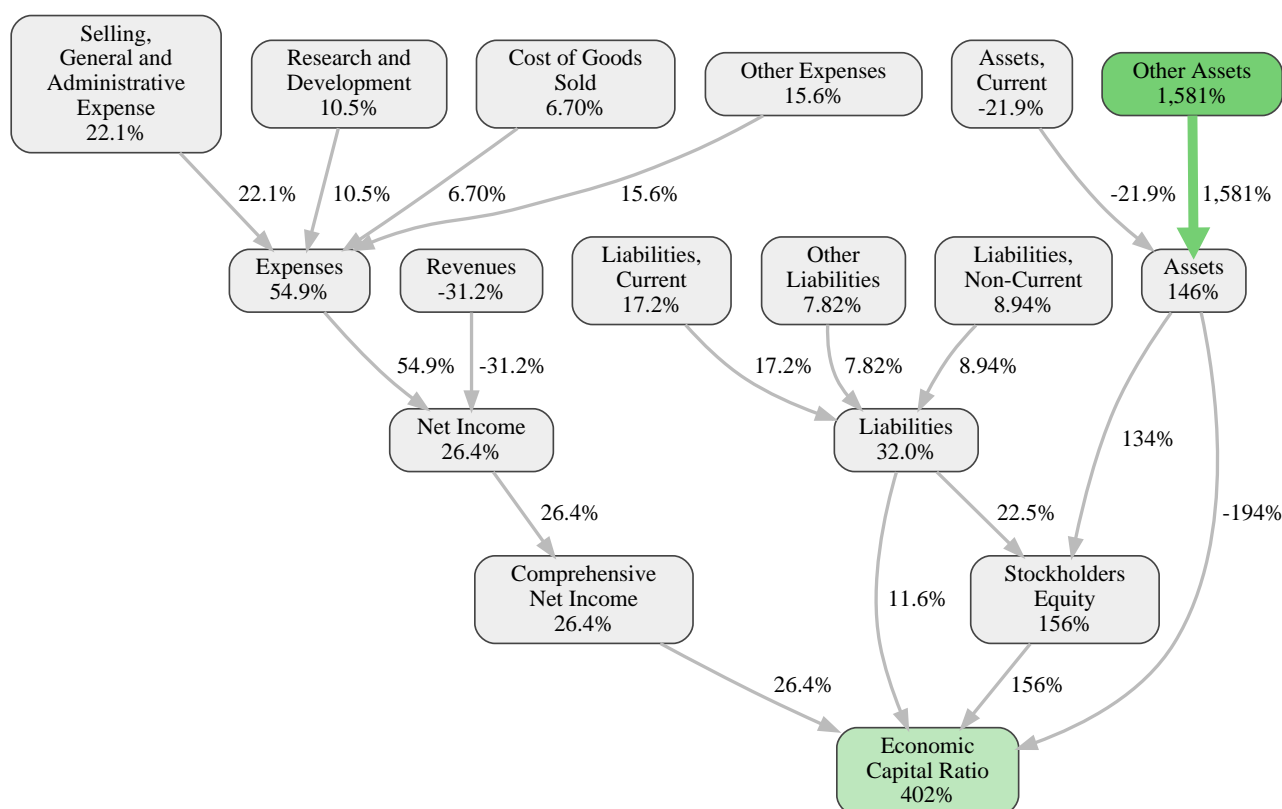 Selling,
General and
Administrative
Expense
22.1%
Research and
Development
10.5%
Cost of Goods
Sold
6.70%
Other Expenses
15.6%
Assets,
Current
-21.9%
Other Assets
1,581%
22.1%
10.5%
6.70%
15.6%
-21.9%
1,581%
Expenses
54.9%
Revenues
-31.2%
Liabilities,
Current
17.2%
Other
Liabilities
7.82%
Liabilities,
Non-Current
8.94%
Assets
146%
54.9%
-31.2%
17.2%
7.82%
8.94%
Net Income
26.4%
Liabilities
32.0%
134%
26.4%
22.5%
-194%
Comprehensive
Net Income
26.4%
11.6%
Stockholders
Equity
156%
26.4%
156%
Economic
Capital Ratio
402%